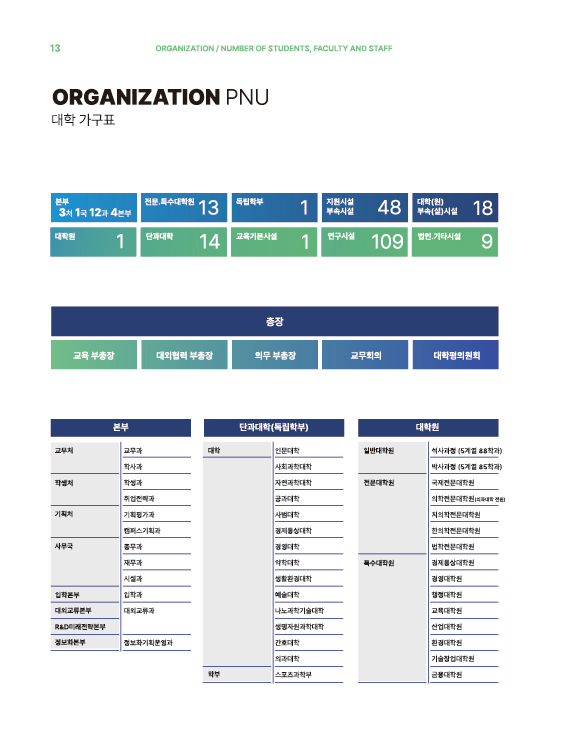 13
ORGANIZATION / NUMBER OF STUDENTS, FACULTY AND STAFF
ORGANIZATION PNU
대학 가구표
본부
3처 1국 12과 4본부
전문.특수대학원 13
독립학부 1
지원시설
부속시설 48
대학(원)
부속(설)시설 18
대학원 1
단과대학 14
교육기본시설 1
연구시설 109
법인.기타시설 9
총장
교육 부총장
대외협력 부총장
의무 부총장
교무회의
대학평의원회
본부
교무처 교무과
학사과
학생처 학생과
취업전략과
기획처 기획평가과
캠퍼스기획과
사무국 총무과
재무과
시설과
입학본부 입학과
대외교류본부 대외교류과
R&D미래전략본부
정보화본부 정보화기획운영과
단과대학(독립학부)
대학 인문대학
사회과학대학
자연과학대학
공과대학
사범대학
경제통상대학
경영대학
약학대학
생활환경대학
예술대학
나노과학기술대학
생명자원과학대학
간호대학
의과대학
학부 스포츠과학부
대학원
일반대학원 석사과정 (5계열 88학과)
박사과정 (5계열 85학과)
전문대학원 국제전문대학원
의학전문대학원(의과대학 전환)
치의학전문대학원
한의학전문대학원
법학전문대학원
특수대학원 경제통상대학원
경영대학원
행정대학원
교육대학원
산업대학원
환경대학원
기술창업대학원
금융대학원